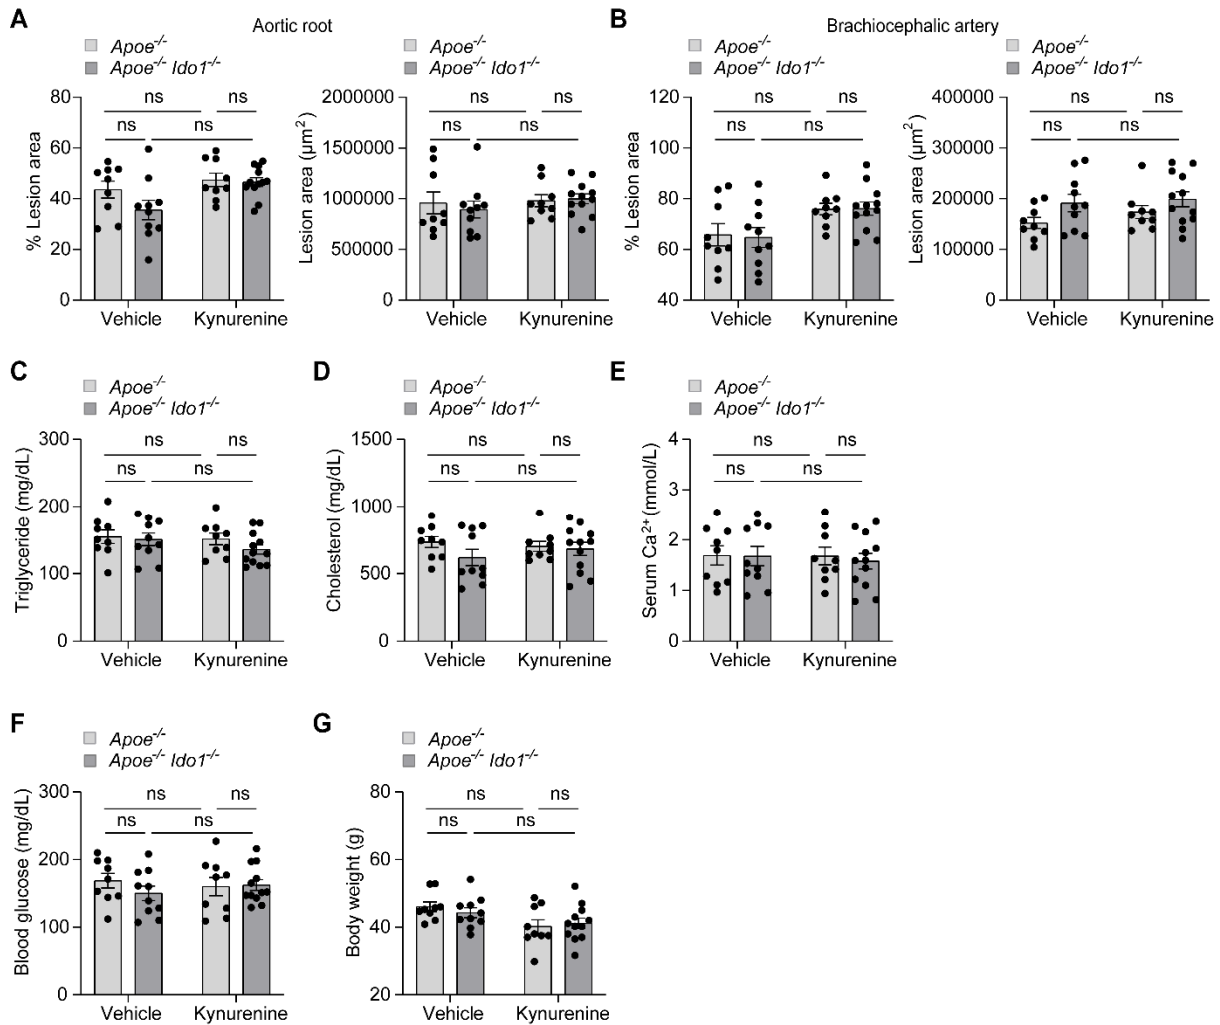 A
Aortic root
Apoe-/-
Apoe-/- Ido1-/-
% Lesion area
80
60
40
20
0
ns
ns
ns
ns
Vehicle
Kynurenine
Apoe-/-
Apoe-/- Ido1-/-
Lesion area (µm2)
2000000
1500000
1000000
500000
0
ns
ns
ns
ns
Vehicle
Kynurenine
B
Brachiocephalic artery
Apoe-/-
Apoe-/- Ido1-/-
% Lesion area
120
100
80
60
40
ns
ns
ns
ns
Vehicle
Kynurenine
Apoe-/-
Apoe-/- Ido1-/-
Lesion area (µm2)
400000
300000
200000
100000
0
ns
ns
ns
ns
Vehicle
Kynurenine
C
Apoe-/-
Apoe-/- Ido1-/-
Triglyceride (mg/dL)
300
200
100
0
ns
ns
ns
ns
Vehicle
Kynurenine
D
Apoe-/-
Apoe-/- Ido1-/-
Cholesterol (mg/dL)
1500
1000
500
0
ns
ns
ns
ns
Vehicle
Kynurenine
E
Apoe-/-
Apoe-/- Ido1-/-
Serum Ca2+ (mmol/L)
4
3
2
1
0
ns
ns
ns
ns
Vehicle
Kynurenine
F
Apoe-/-
Apoe-/- Ido1-/-
Blood glucose (mg/dL)
300
200
100
0
ns
ns
ns
ns
Vehicle
Kynurenine
G
Apoe-/-
Apoe-/- Ido1-/-
Body weight (g)
80
60
40
20
ns
ns
ns
ns
Vehicle
Kynurenine